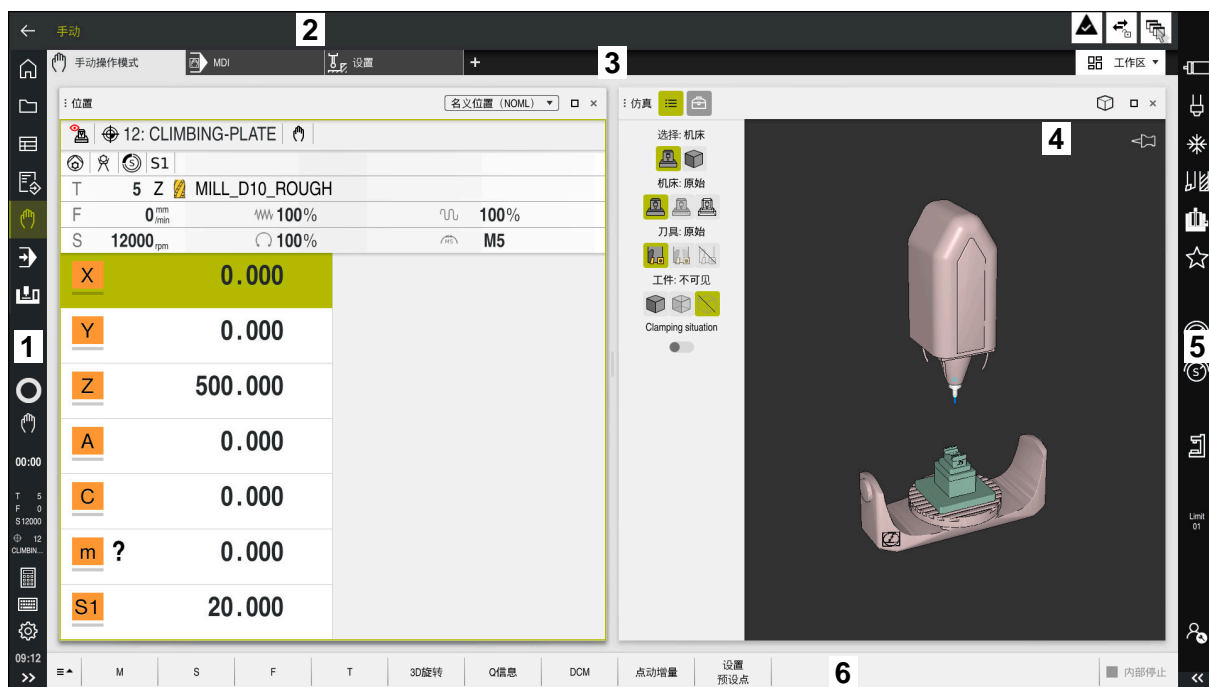 手动
2
手动操作模式
MDI
设置
+
3
工作区
位置
名义位置 (NOML)
12: CLIMBING-PLATE
S1
T 5 Z MILL_D10_ROUGH
F 0 mm/min 100% 100%
S 12000 rpm 100% M5
X 0.000
Y 0.000
Z 500.000
A 0.000
C 0.000
m ? 0.000
S1 20.000
仿真
4
选择: 机床
机床: 原始
刀具: 原始
工件: 不可见
Clamping situation
1
00:00
T 5
F 0
S 12000
12
CLIMBIN...
09:12
5
S
Limit
01
M
S
F
T
3D旋转
Q信息
DCM
点动增量
设置
预设点
6
内部停止